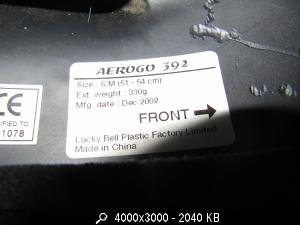 AEROGO 392
Size : S/M (51 - 54 cm)
Est. weight : 330g
Mfg. date : Dec-2002
FRONT
Lucky Bell Plastic Factory Limited
Made in China
CE
1078
4000x3000 - 2040 KB